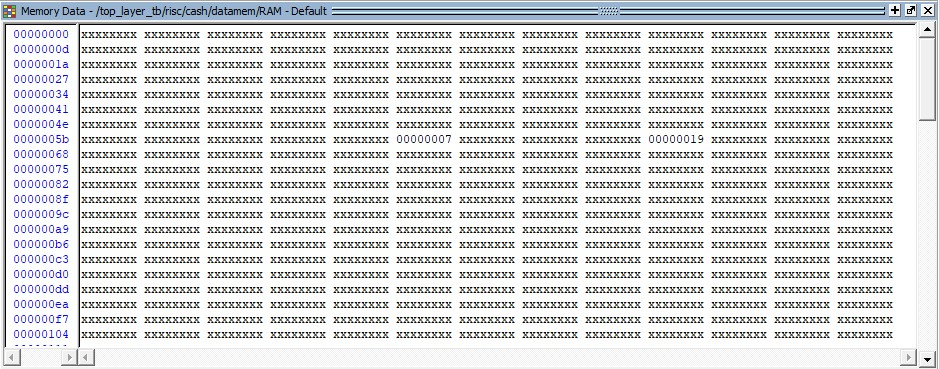 Memory Data - /top_layer_tb/risc/cash/datamem/RAM - Default
00000000 xxxxxxxx xxxxxxxx xxxxxxxx xxxxxxxx xxxxxxxx xxxxxxxx xxxxxxxx xxxxxxxx xxxxxxxx xxxxxxxx xxxxxxxx xxxxxxxx xxxxxxxx
0000000d xxxxxxxx xxxxxxxx xxxxxxxx xxxxxxxx xxxxxxxx xxxxxxxx xxxxxxxx xxxxxxxx xxxxxxxx xxxxxxxx xxxxxxxx xxxxxxxx xxxxxxxx
0000001a xxxxxxxx xxxxxxxx xxxxxxxx xxxxxxxx xxxxxxxx xxxxxxxx xxxxxxxx xxxxxxxx xxxxxxxx xxxxxxxx xxxxxxxx xxxxxxxx xxxxxxxx
00000027 xxxxxxxx xxxxxxxx xxxxxxxx xxxxxxxx xxxxxxxx xxxxxxxx xxxxxxxx xxxxxxxx xxxxxxxx xxxxxxxx xxxxxxxx xxxxxxxx xxxxxxxx
00000034 xxxxxxxx xxxxxxxx xxxxxxxx xxxxxxxx xxxxxxxx xxxxxxxx xxxxxxxx xxxxxxxx xxxxxxxx xxxxxxxx xxxxxxxx xxxxxxxx xxxxxxxx
00000041 xxxxxxxx xxxxxxxx xxxxxxxx xxxxxxxx xxxxxxxx xxxxxxxx xxxxxxxx xxxxxxxx xxxxxxxx xxxxxxxx xxxxxxxx xxxxxxxx xxxxxxxx
0000004e xxxxxxxx xxxxxxxx xxxxxxxx xxxxxxxx xxxxxxxx xxxxxxxx xxxxxxxx xxxxxxxx xxxxxxxx xxxxxxxx xxxxxxxx xxxxxxxx xxxxxxxx
0000005b xxxxxxxx xxxxxxxx xxxxxxxx xxxxxxxx xxxxxxxx 00000007 xxxxxxxx xxxxxxxx xxxxxxxx 00000019 xxxxxxxx xxxxxxxx xxxxxxxx
00000068 xxxxxxxx xxxxxxxx xxxxxxxx xxxxxxxx xxxxxxxx xxxxxxxx xxxxxxxx xxxxxxxx xxxxxxxx xxxxxxxx xxxxxxxx xxxxxxxx xxxxxxxx
00000075 xxxxxxxx xxxxxxxx xxxxxxxx xxxxxxxx xxxxxxxx xxxxxxxx xxxxxxxx xxxxxxxx xxxxxxxx xxxxxxxx xxxxxxxx xxxxxxxx xxxxxxxx
00000082 xxxxxxxx xxxxxxxx xxxxxxxx xxxxxxxx xxxxxxxx xxxxxxxx xxxxxxxx xxxxxxxx xxxxxxxx xxxxxxxx xxxxxxxx xxxxxxxx xxxxxxxx
0000008f xxxxxxxx xxxxxxxx xxxxxxxx xxxxxxxx xxxxxxxx xxxxxxxx xxxxxxxx xxxxxxxx xxxxxxxx xxxxxxxx xxxxxxxx xxxxxxxx xxxxxxxx
0000009c xxxxxxxx xxxxxxxx xxxxxxxx xxxxxxxx xxxxxxxx xxxxxxxx xxxxxxxx xxxxxxxx xxxxxxxx xxxxxxxx xxxxxxxx xxxxxxxx xxxxxxxx
000000a9 xxxxxxxx xxxxxxxx xxxxxxxx xxxxxxxx xxxxxxxx xxxxxxxx xxxxxxxx xxxxxxxx xxxxxxxx xxxxxxxx xxxxxxxx xxxxxxxx xxxxxxxx
000000b6 xxxxxxxx xxxxxxxx xxxxxxxx xxxxxxxx xxxxxxxx xxxxxxxx xxxxxxxx xxxxxxxx xxxxxxxx xxxxxxxx xxxxxxxx xxxxxxxx xxxxxxxx
000000c3 xxxxxxxx xxxxxxxx xxxxxxxx xxxxxxxx xxxxxxxx xxxxxxxx xxxxxxxx xxxxxxxx xxxxxxxx xxxxxxxx xxxxxxxx xxxxxxxx xxxxxxxx
000000d0 xxxxxxxx xxxxxxxx xxxxxxxx xxxxxxxx xxxxxxxx xxxxxxxx xxxxxxxx xxxxxxxx xxxxxxxx xxxxxxxx xxxxxxxx xxxxxxxx xxxxxxxx
000000dd xxxxxxxx xxxxxxxx xxxxxxxx xxxxxxxx xxxxxxxx xxxxxxxx xxxxxxxx xxxxxxxx xxxxxxxx xxxxxxxx xxxxxxxx xxxxxxxx xxxxxxxx
000000ea xxxxxxxx xxxxxxxx xxxxxxxx xxxxxxxx xxxxxxxx xxxxxxxx xxxxxxxx xxxxxxxx xxxxxxxx xxxxxxxx xxxxxxxx xxxxxxxx xxxxxxxx
000000f7 xxxxxxxx xxxxxxxx xxxxxxxx xxxxxxxx xxxxxxxx xxxxxxxx xxxxxxxx xxxxxxxx xxxxxxxx xxxxxxxx xxxxxxxx xxxxxxxx xxxxxxxx
00000104 xxxxxxxx xxxxxxxx xxxxxxxx xxxxxxxx xxxxxxxx xxxxxxxx xxxxxxxx xxxxxxxx xxxxxxxx xxxxxxxx xxxxxxxx xxxxxxxx xxxxxxxx